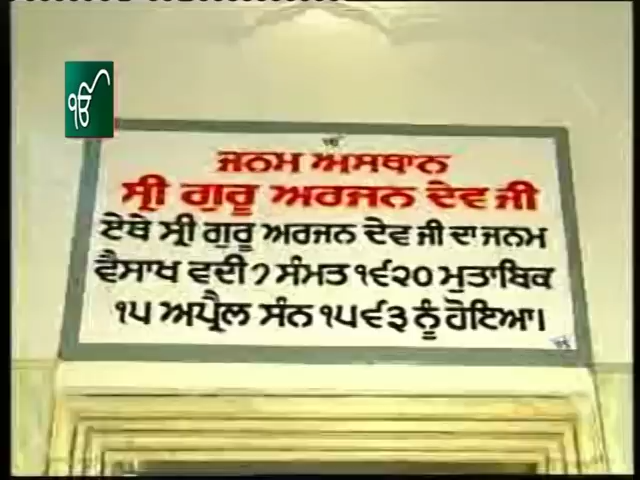 ੴ
ੴ
ਜਨਮ ਅਸਥਾਨ
ਸ੍ਰੀ ਗੁਰੂ ਅਰਜਨ ਦੇਵ ਜੀ
ਏਥੇ ਸ੍ਰੀ ਗੁਰੂ ਅਰਜਨ ਦੇਵ ਜੀ ਦਾ ਜਨਮ
ਵੈਸਾਖ ਵਦੀ ੭ ਸੰਮਤ ੧੬੨੦ ਮੁਤਾਬਿਕ
੧੫ ਅਪ੍ਰੈਲ ਸੰਨ ੧੫੬੩ ਨੂੰ ਹੋਇਆ।